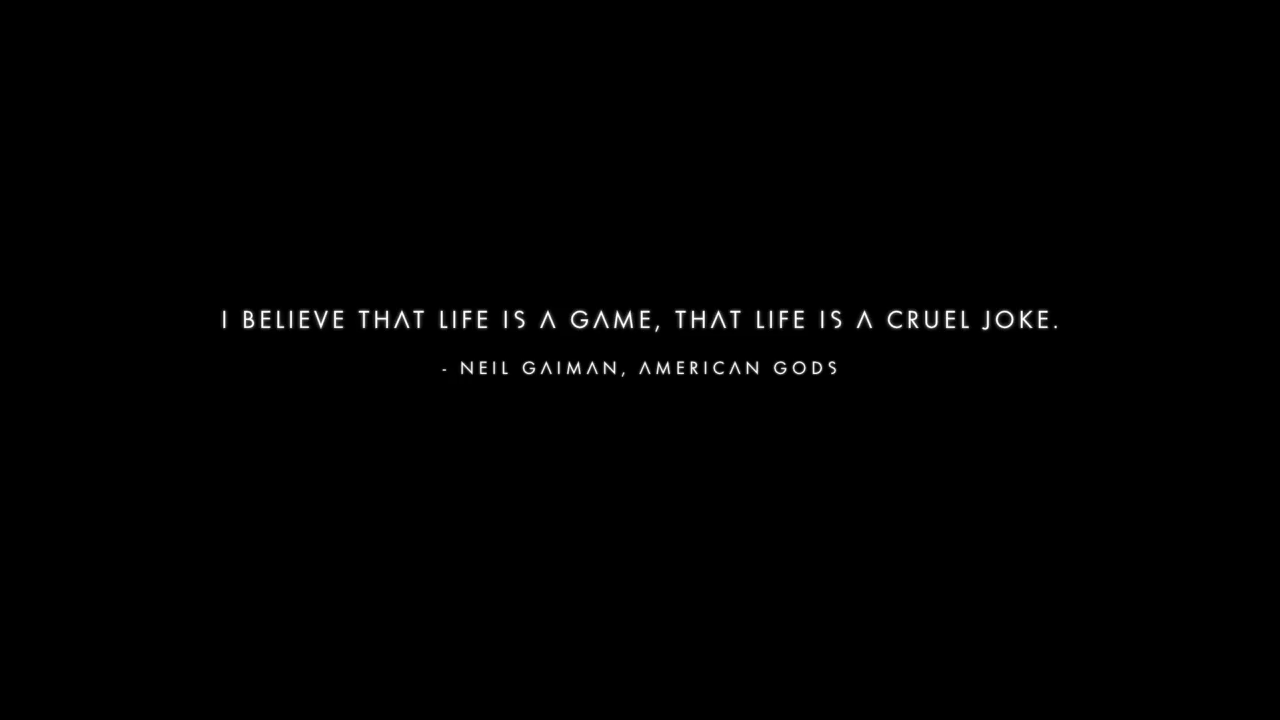 I BELIEVE THAT LIFE IS A GAME, THAT LIFE IS A CRUEL JOKE.
- NEIL GAIMAN, AMERICAN GODS